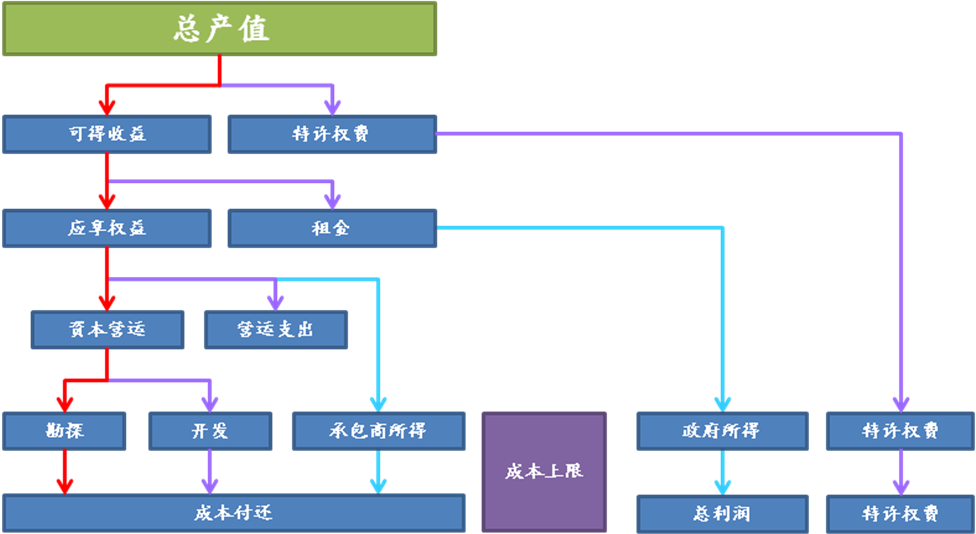 总产值
可得收益
特许权费
应享权益
租金
资本营运
营运支出
勘探
开发
承包商所得
成本上限
政府所得
特许权费
成本付还
总利润
特许权费